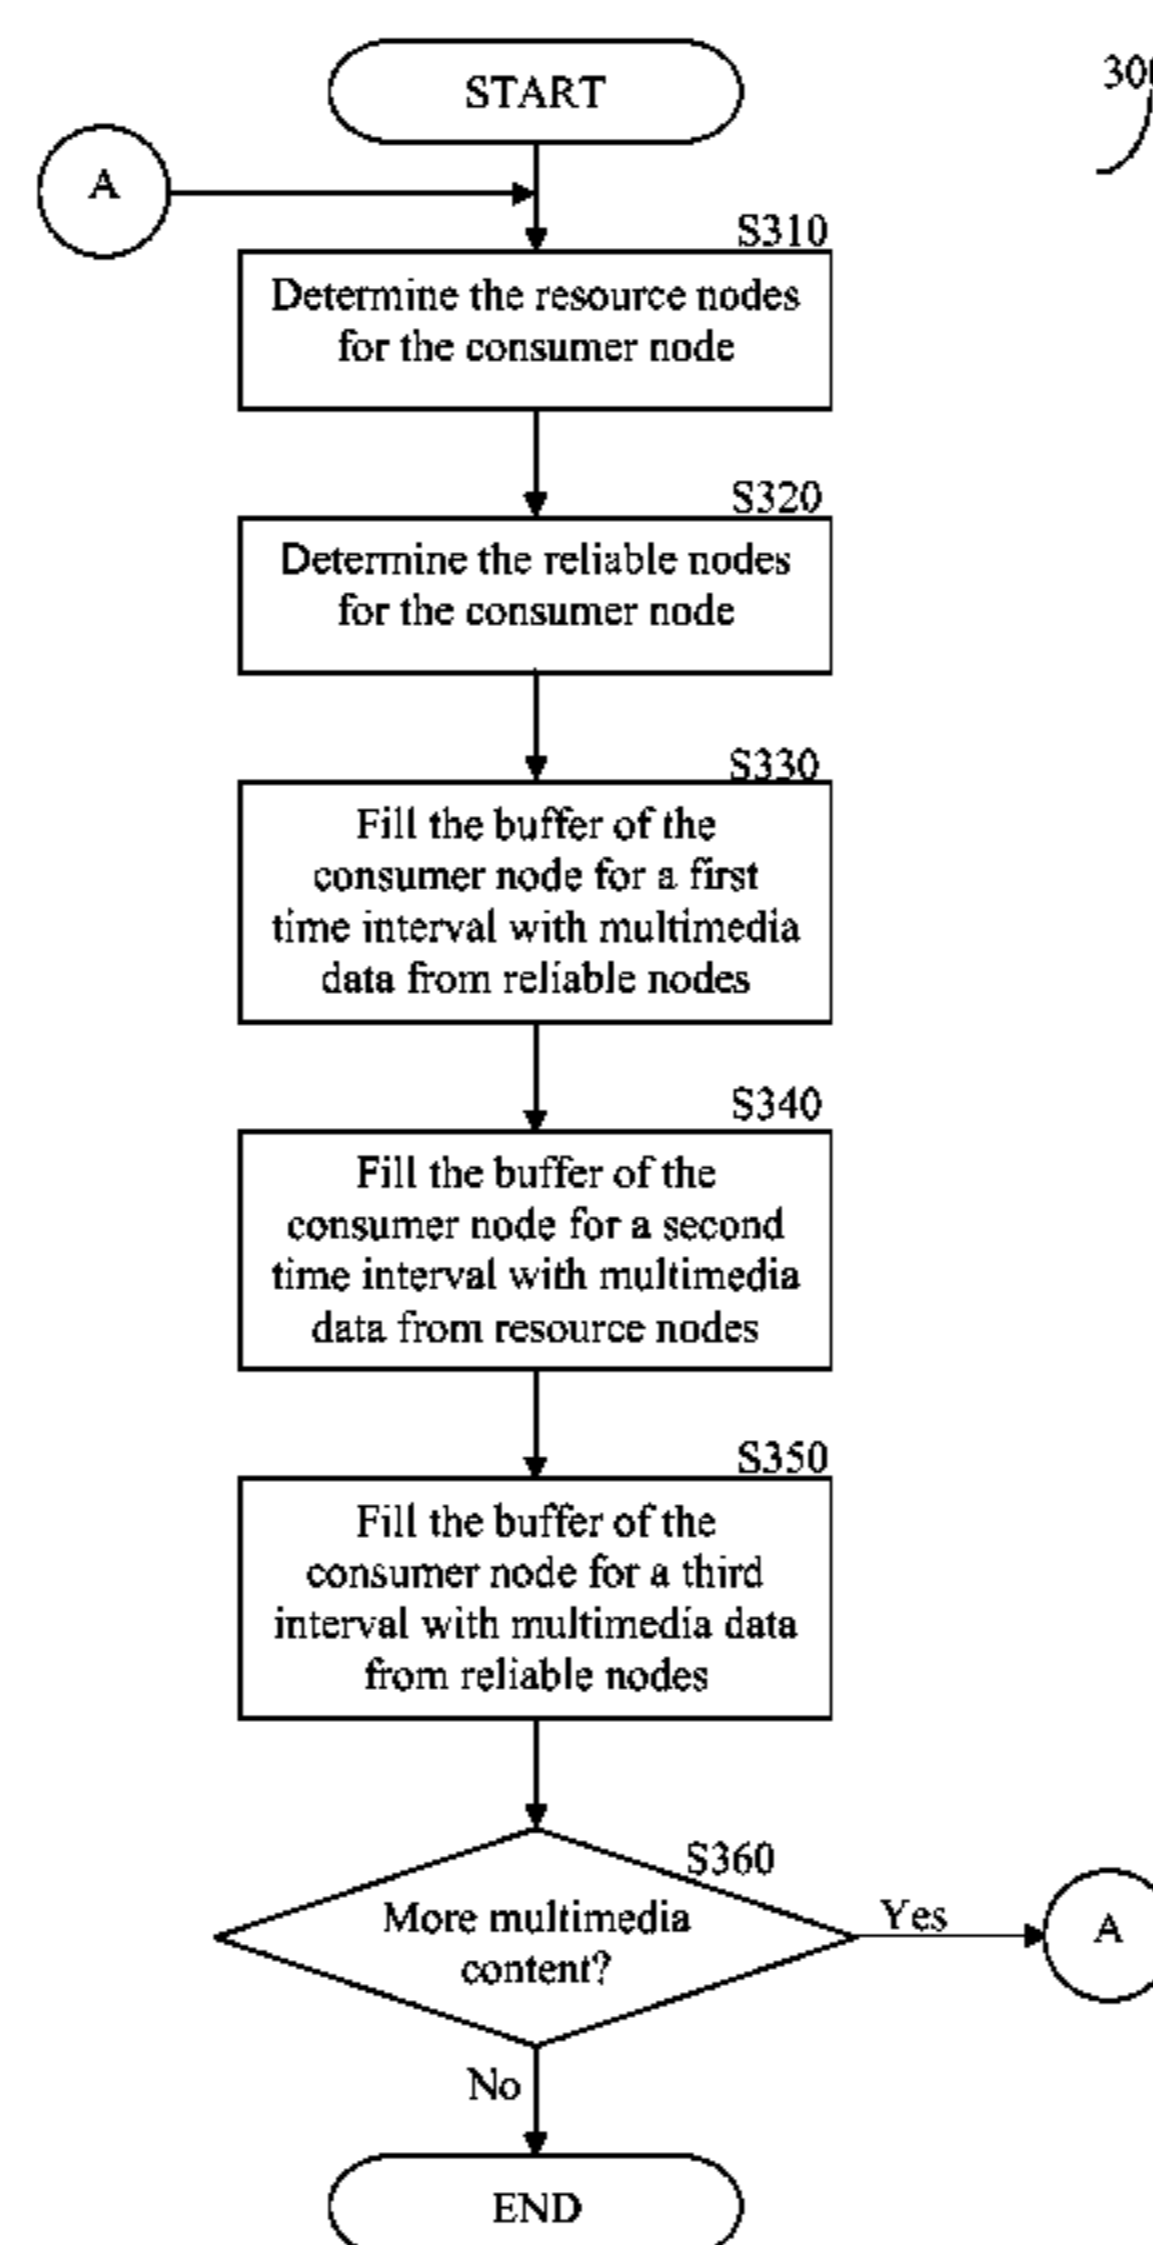 START
300
A
S310
Determine the resource nodes
for the consumer node
S320
Determine the reliable nodes
for the consumer node
S330
Fill the buffer of the
consumer node for a first
time interval with multimedia
data from reliable nodes
S340
Fill the buffer of the
consumer node for a second
time interval with multimedia
data from resource nodes
S350
Fill the buffer of the
consumer node for a third
interval with multimedia data
from reliable nodes
S360
More multimedia
content?
Yes
A
No
END